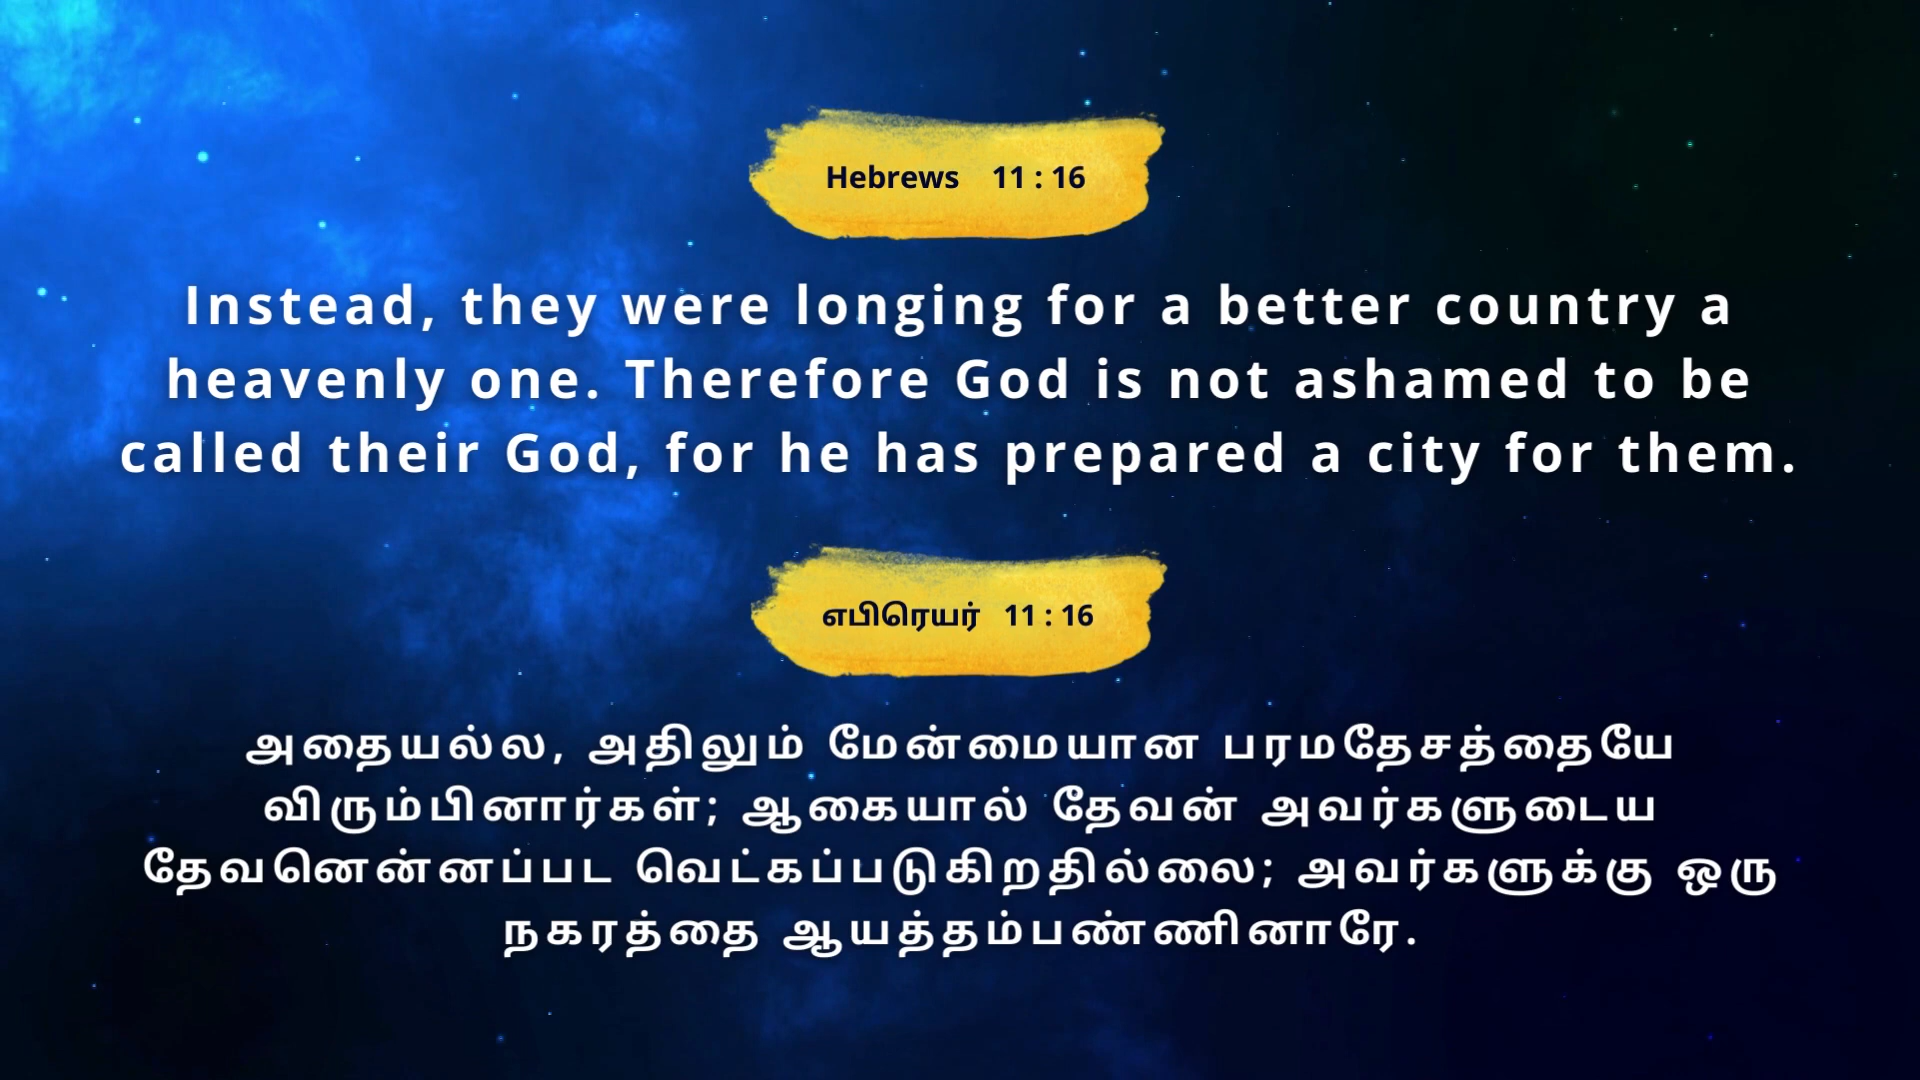 Hebrews 11 : 16
Instead, they were longing for a better country a
heavenly one. Therefore God is not ashamed to be
called their God, for he has prepared a city for them.
எபிரெயர் 11 : 16
அதையல்ல, அதிலும் மேன்மையான பரமதேசத்தையே
விரும்பினார்கள்; ஆகையால் தேவன் அவர்களுடைய
தேவனென்னப்பட வெட்கப்படுகிறதில்லை; அவர்களுக்கு ஒரு
நகரத்தை ஆயத்தம்பண்ணினாரே.